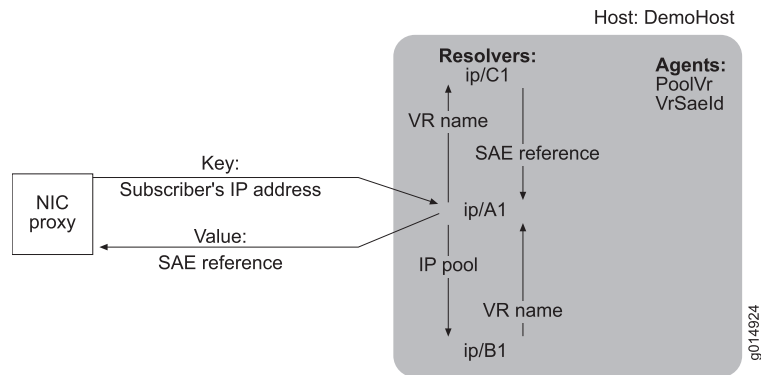 Host: DemoHost
Resolvers:
ip/C1
Agents:
PoolVr
VrSaeId
VR name
SAE reference
Key:
Subscriber's IP address
NIC
proxy
ip/A1
Value:
SAE reference
IP pool
VR name
ip/B1
g014924